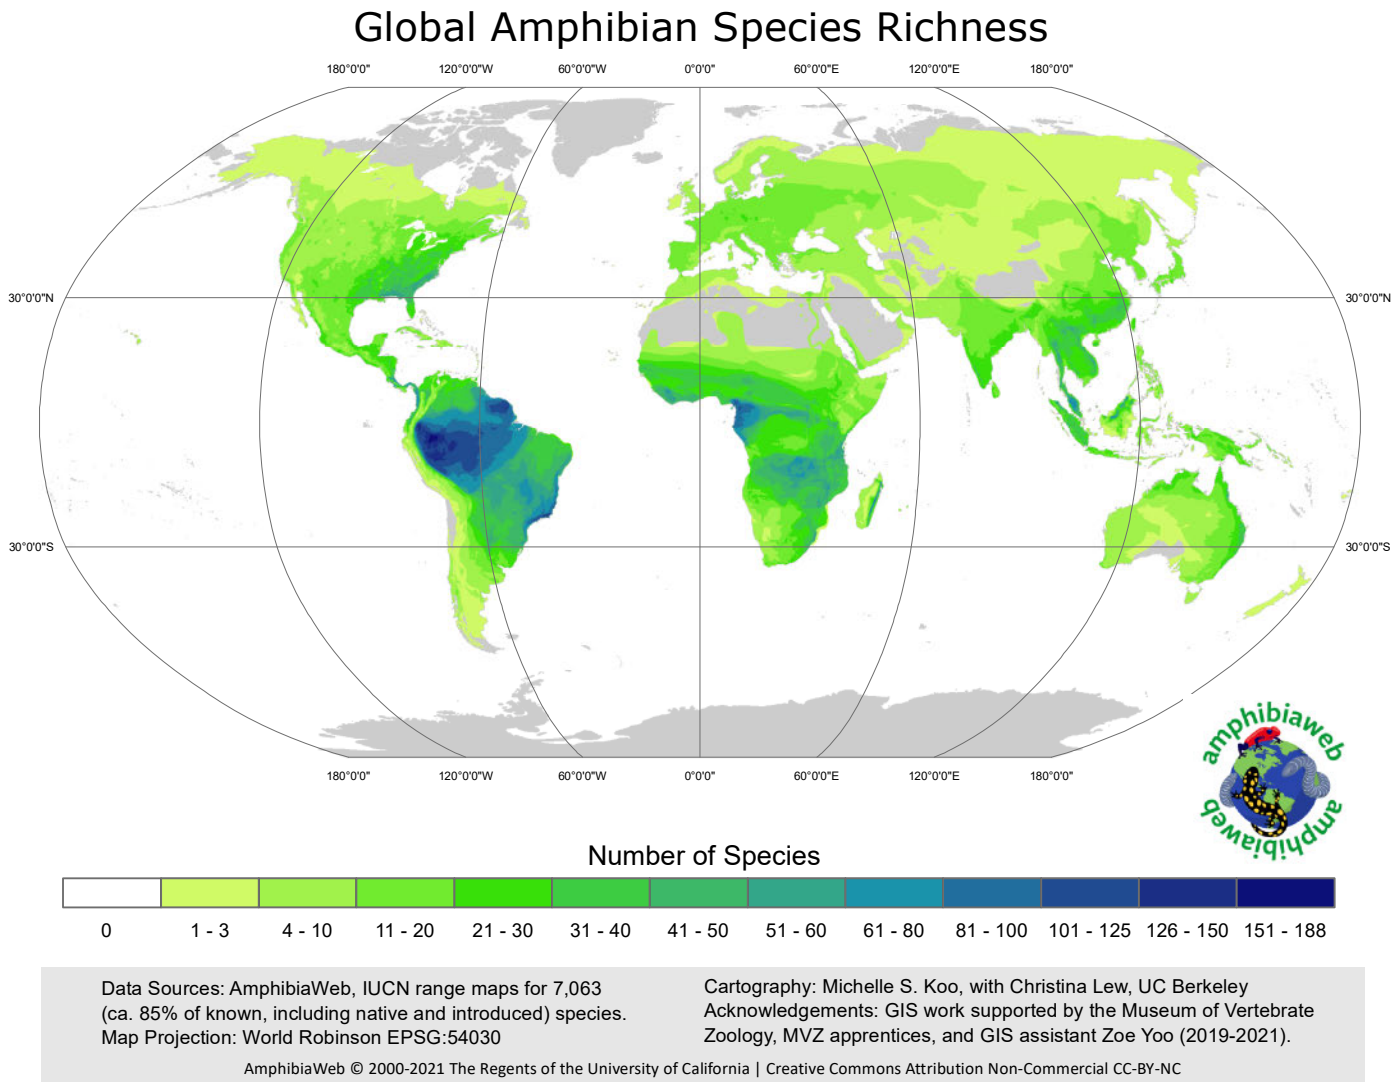 Global Amphibian Species Richness
180°0'0" 120°0'0"W 60°0'0"W 0°0'0" 60°0'0"E 120°0'0"E 180°0'0"
30°0'0"N 30°0'0"N
30°0'0"S 30°0'0"S
180°0'0" 120°0'0"W 60°0'0"W 0°0'0" 60°0'0"E 120°0'0"E 180°0'0"
amphibiaweb
amphibiaweb
Number of Species
0 1 - 3 4 - 10 11 - 20 21 - 30 31 - 40 41 - 50 51 - 60 61 - 80 81 - 100 101 - 125 126 - 150 151 - 188
Data Sources: AmphibiaWeb, IUCN range maps for 7,063
(ca. 85% of known, including native and introduced) species.
Map Projection: World Robinson EPSG:54030
Cartography: Michelle S. Koo, with Christina Lew, UC Berkeley
Acknowledgements: GIS work supported by the Museum of Vertebrate
Zoology, MVZ apprentices, and GIS assistant Zoe Yoo (2019-2021).
AmphibiaWeb © 2000-2021 The Regents of the University of California | Creative Commons Attribution Non-Commercial CC-BY-NC